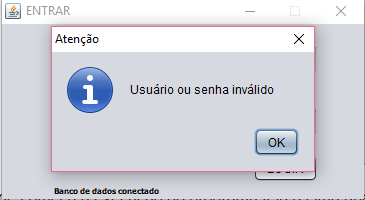 ENTRAR
Atenção
Usuário ou senha inválido
OK
Banco de dados conectado